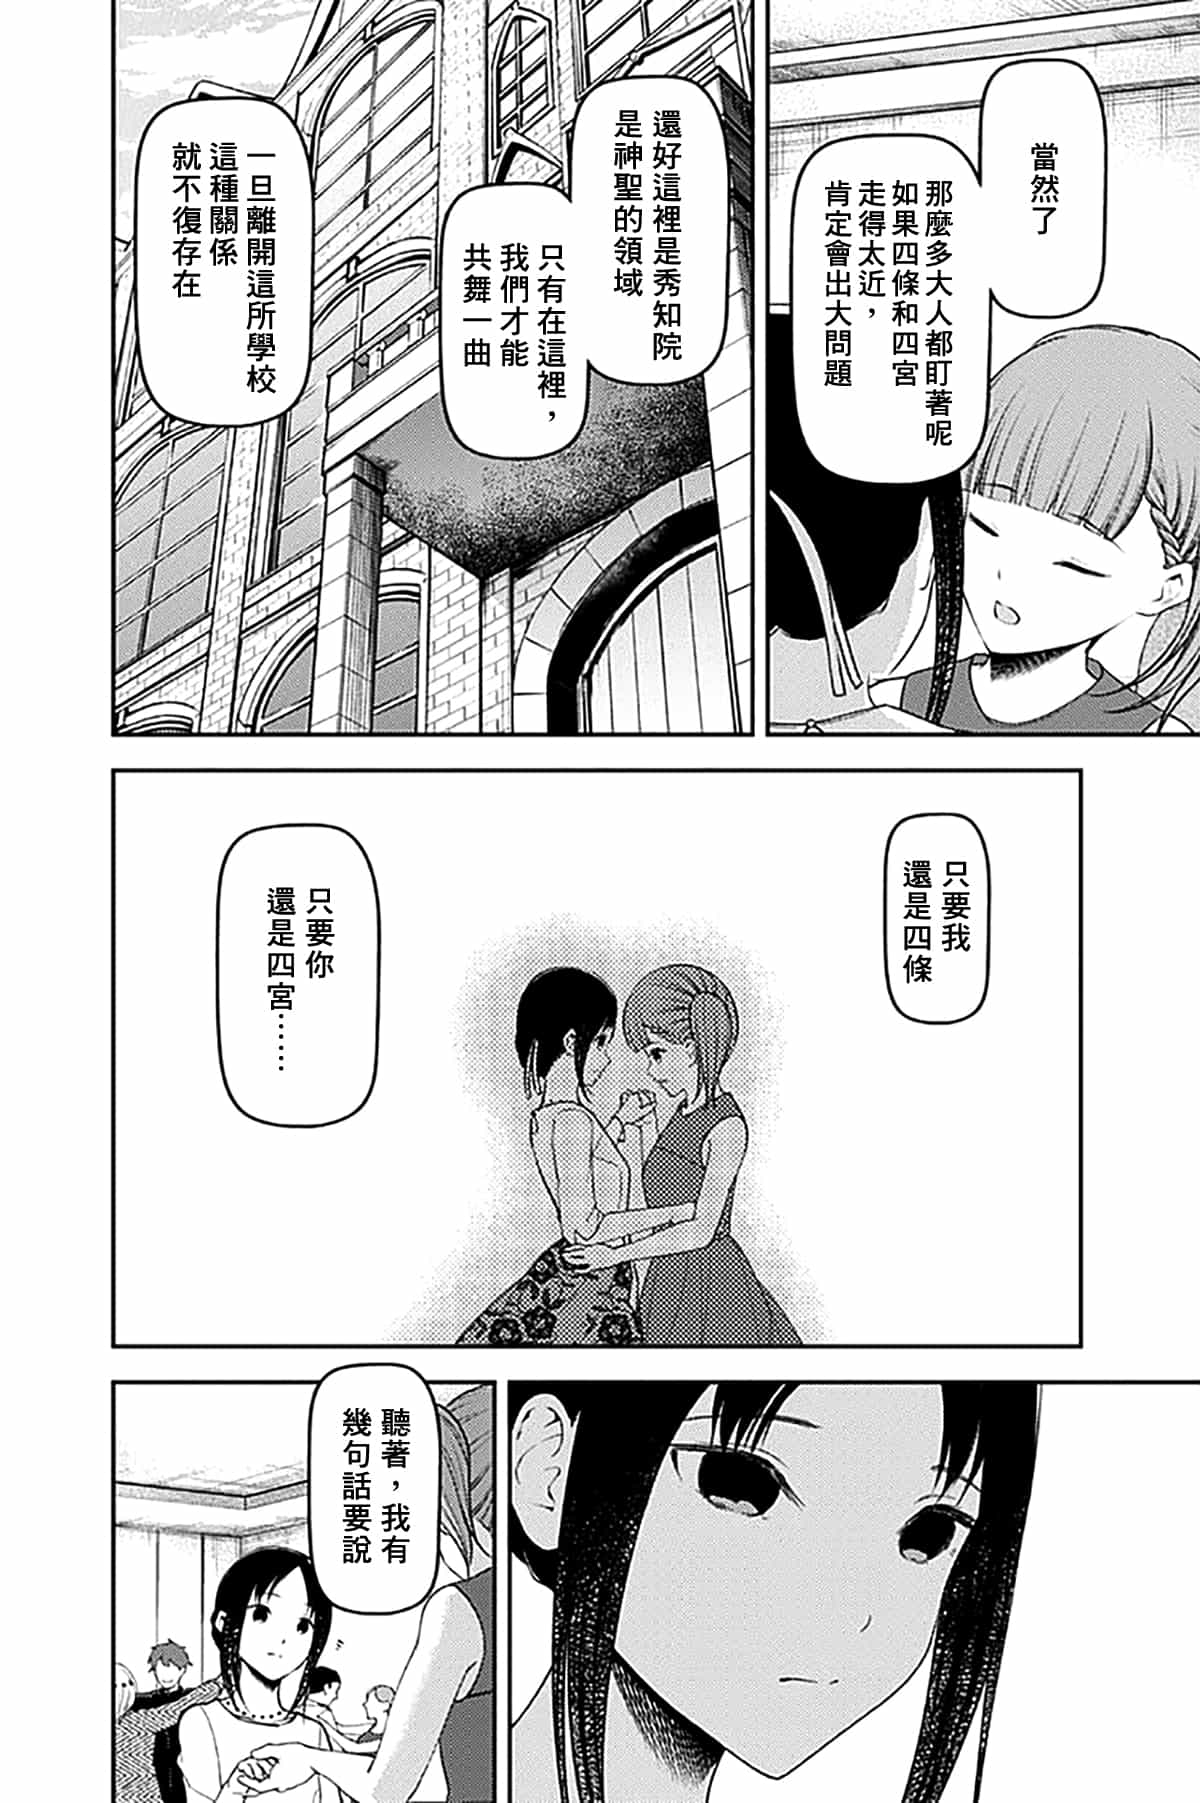 當然了
那麼多大人都盯著呢
如果四條和四宮
走得太近，
肯定會出大問題
還好這裡是秀知院
是神聖的領域
只有在這裡，
我們才能
共舞一曲
一旦離開這所學校
這種關係
就不復存在
只要我
還是四條
只要你
還是四宮……
聽著，我有
幾句話要說